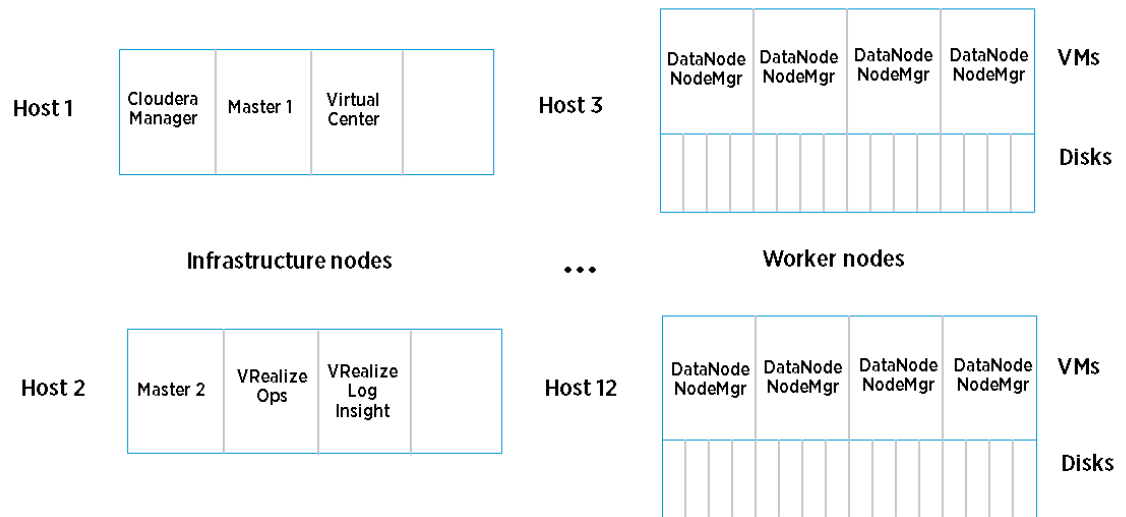 Host 1
Cloudera
Manager
Master 1
Virtual
Center
Host 3
DataNode
NodeMgr
DataNode
NodeMgr
DataNode
NodeMgr
DataNode
NodeMgr
VMs
Disks
Infrastructure nodes
...
Worker nodes
Host 2
Master 2
VRealize
Ops
VRealize
Log
Insight
Host 12
DataNode
NodeMgr
DataNode
NodeMgr
DataNode
NodeMgr
DataNode
NodeMgr
VMs
Disks